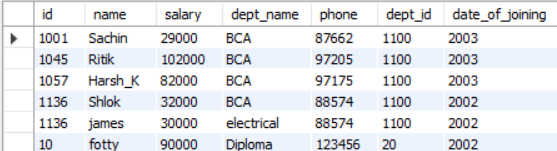 id name salary dept_name phone dept_id date_of_joining
1001 Sachin 29000 BCA 87662 1100 2003
1045 Ritik 102000 BCA 97205 1100 2003
1057 Harsh_K 82000 BCA 97175 1100 2003
1136 Shlok 32000 BCA 88574 1100 2002
1136 james 30000 electrical 88574 1100 2002
10 fotty 90000 Diploma 123456 20 2002